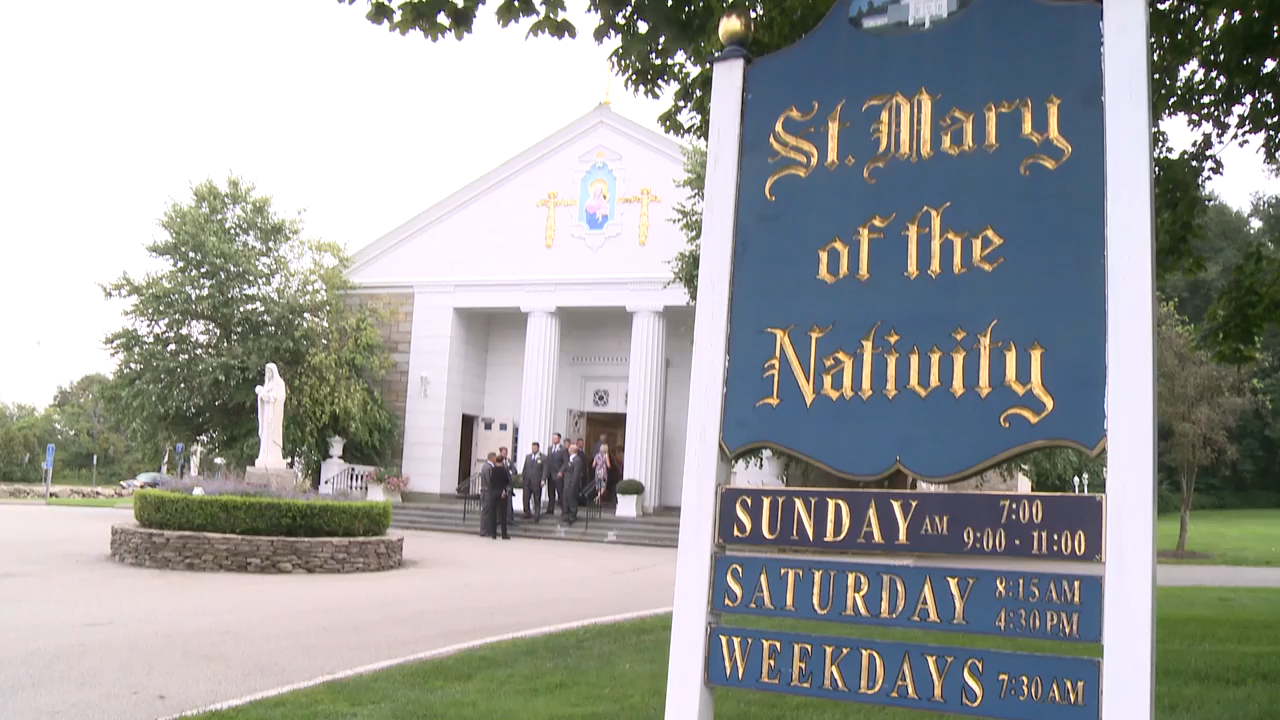 St. Mary
of the
Nativity
SUNDAY AM 7:00
9:00 - 11:00
SATURDAY 8:15 AM
4:30 PM
WEEKDAYS 7:30 AM